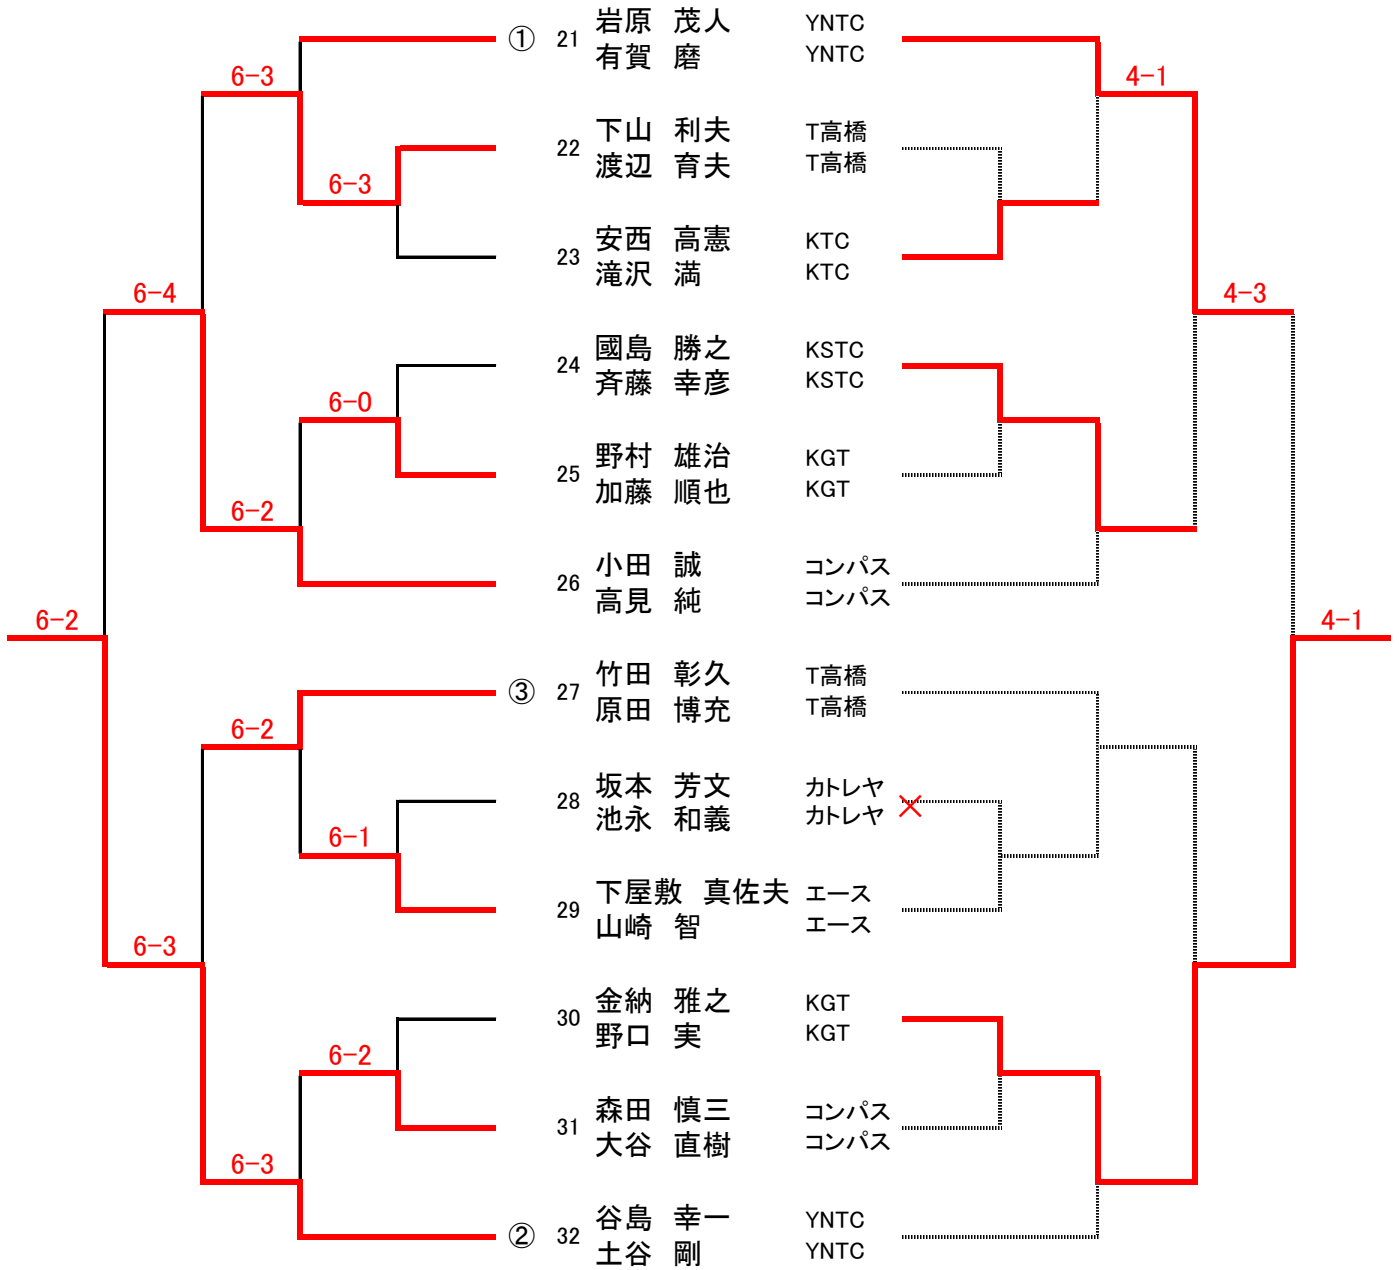 ① 21 岩原 茂人 YNTC
有賀 磨 YNTC
6-3 4-1
22 下山 利夫 T高橋
渡辺 育夫 T高橋
6-3
23 安西 高憲 KTC
滝沢 満 KTC
6-4 4-3
24 國島 勝之 KSTC
斉藤 幸彦 KSTC
6-0
25 野村 雄治 KGT
加藤 順也 KGT
6-2
26 小田 誠 コンパス
高見 純 コンパス
6-2 4-1
③ 27 竹田 彰久 T高橋
原田 博充 T高橋
6-2
28 坂本 芳文 カトレヤ
池永 和義 カトレヤ
6-1
29 下屋敷 真佐夫 エース
山崎 智 エース
6-3
30 金納 雅之 KGT
野口 実 KGT
6-2
31 森田 慎三 コンパス
大谷 直樹 コンパス
6-3
② 32 谷島 幸一 YNTC
土谷 剛 YNTC